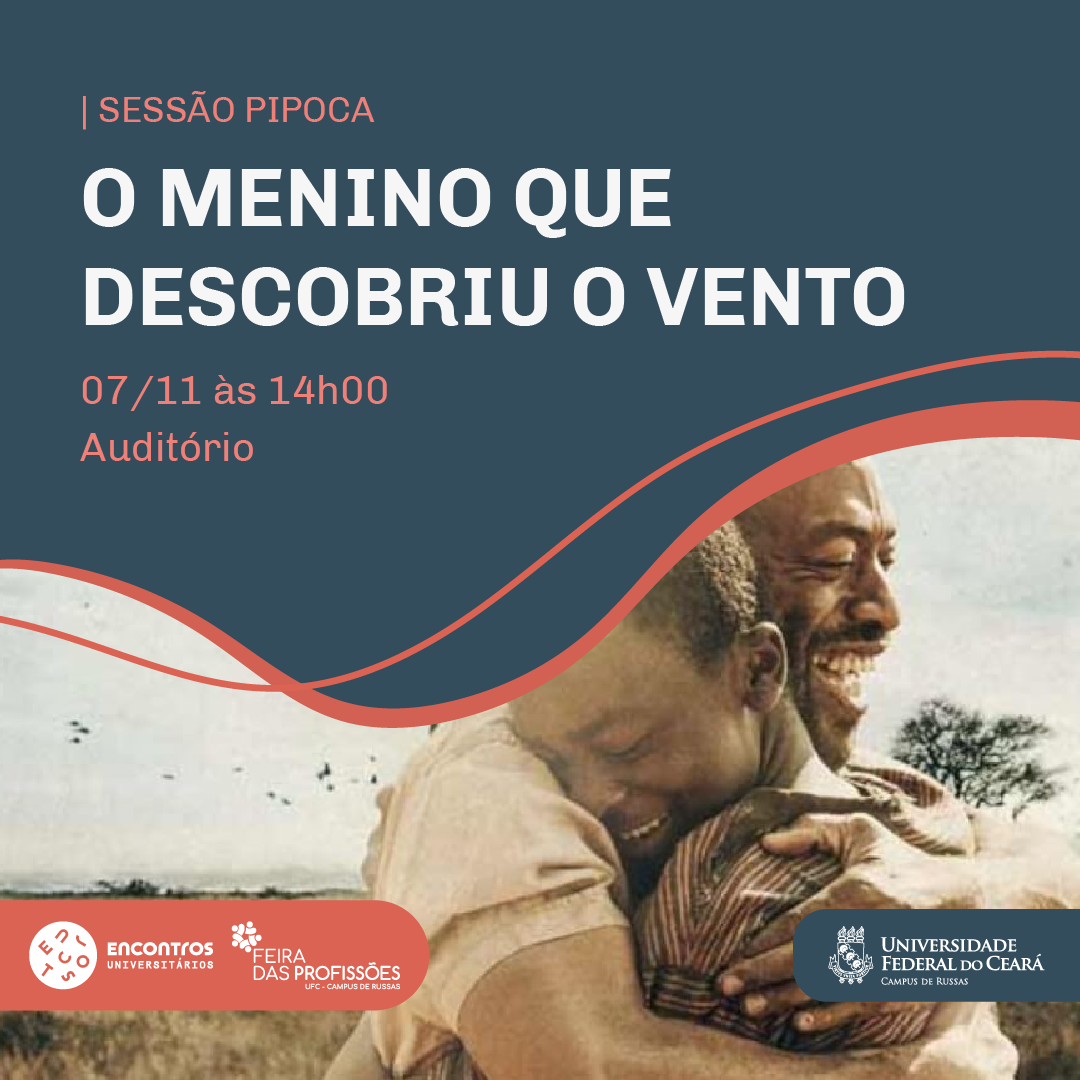 | SESSÃO PIPOCA
O MENINO QUE
DESCOBRIU O VENTO
07/11 às 14h00
Auditório
ENCONTROS
UNIVERSITÁRIOS
FEIRA
DAS PROFISSÕES
UFC - CAMPUS DE RUSSAS
UNIVERSIDADE
FEDERAL DO CEARÁ
CAMPUS DE RUSSAS